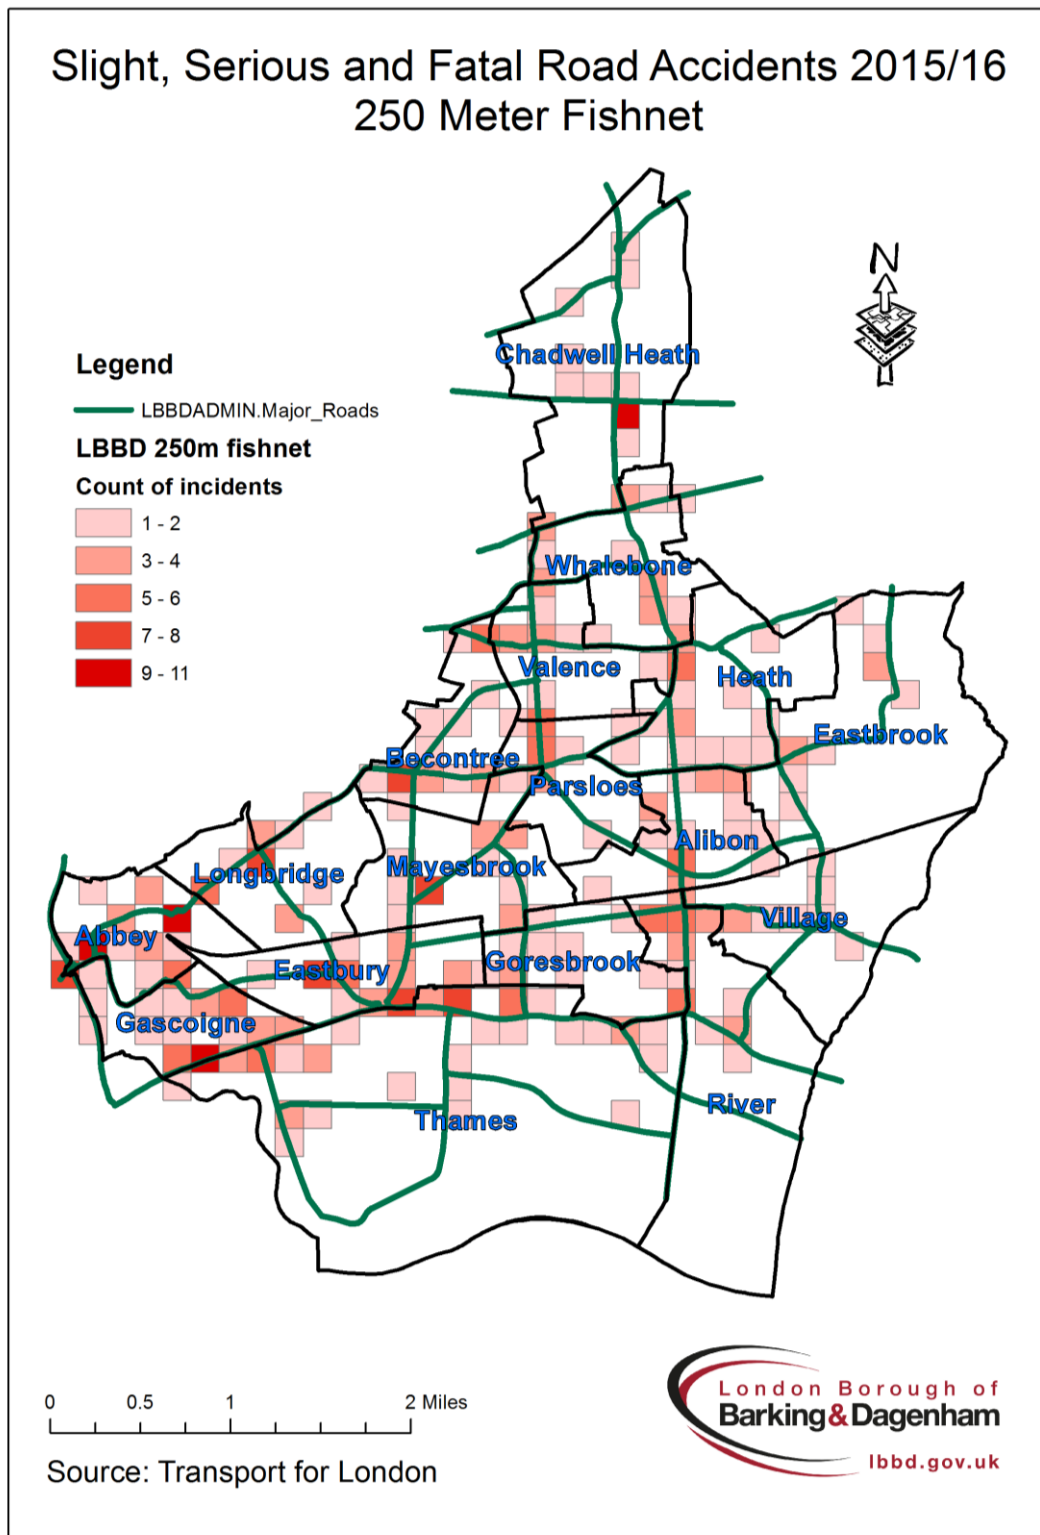 Slight, Serious and Fatal Road Accidents 2015/16
250 Meter Fishnet
N
Chadwell Heath
Legend
LBBDADMIN.Major_Roads
LBBD 250m fishnet
Count of incidents
1 - 2
3 - 4
5 - 6
7 - 8
9 - 11
Whalebone
Valence
Heath
Eastbrook
Becontree
Parsloes
Alibon
Longbridge
Mayesbrook
Abbey
Village
Eastbury
Goresbrook
Gascoigne
Thames
River
0 0.5 1 2 Miles
Source: Transport for London
London Borough of
Barking&Dagenham
lbbd.gov.uk